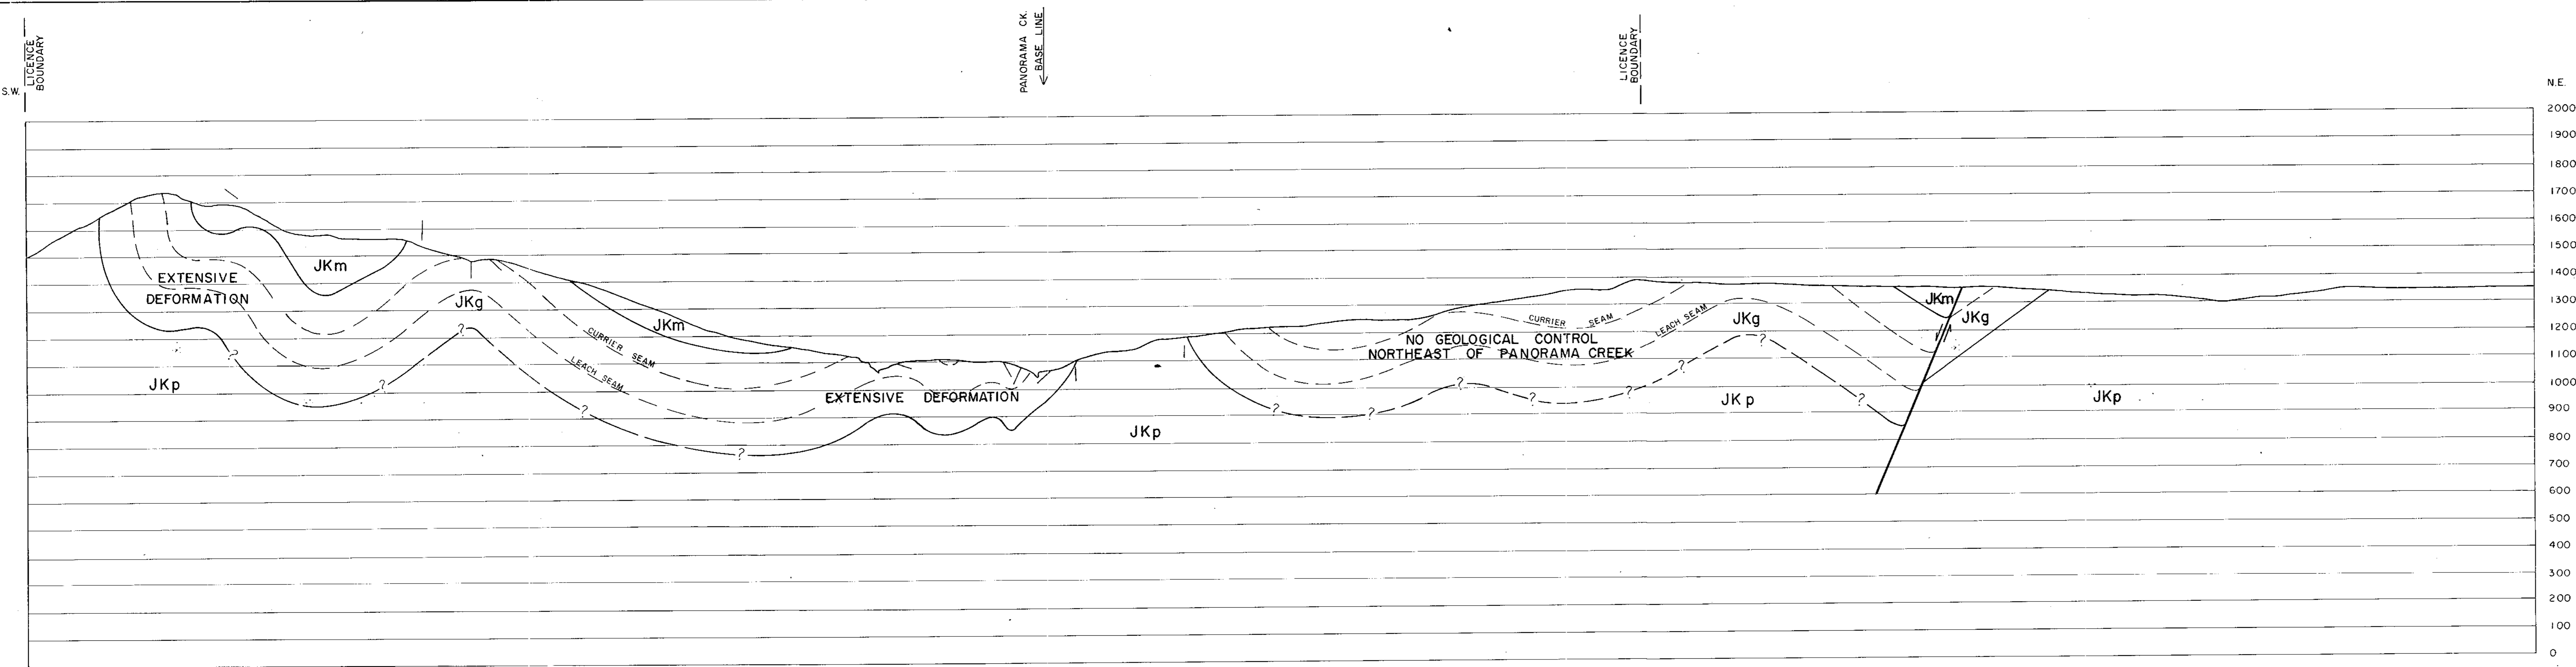 LICENCE
BOUNDARY
PANORAMA CK.
BASE LINE
LICENCE
BOUNDARY
S.W.
N.E.
2000
1900
1800
1700
1600
1500
1400
1300
1200
1100
1000
900
800
700
600
500
400
300
200
100
0
EXTENSIVE
DEFORMATION
JKm
JKg
?
?
?
JKp
JKm
CURRIER SEAM
LEACH SEAM
?
?
EXTENSIVE DEFORMATION
JKp
CURRIER SEAM
LEACH SEAM
NO GEOLOGICAL CONTROL
NORTHEAST OF PANORAMA CREEK
?
?
?
?
?
?
?
?
JKg
JKp
JKm
JKg
JKp